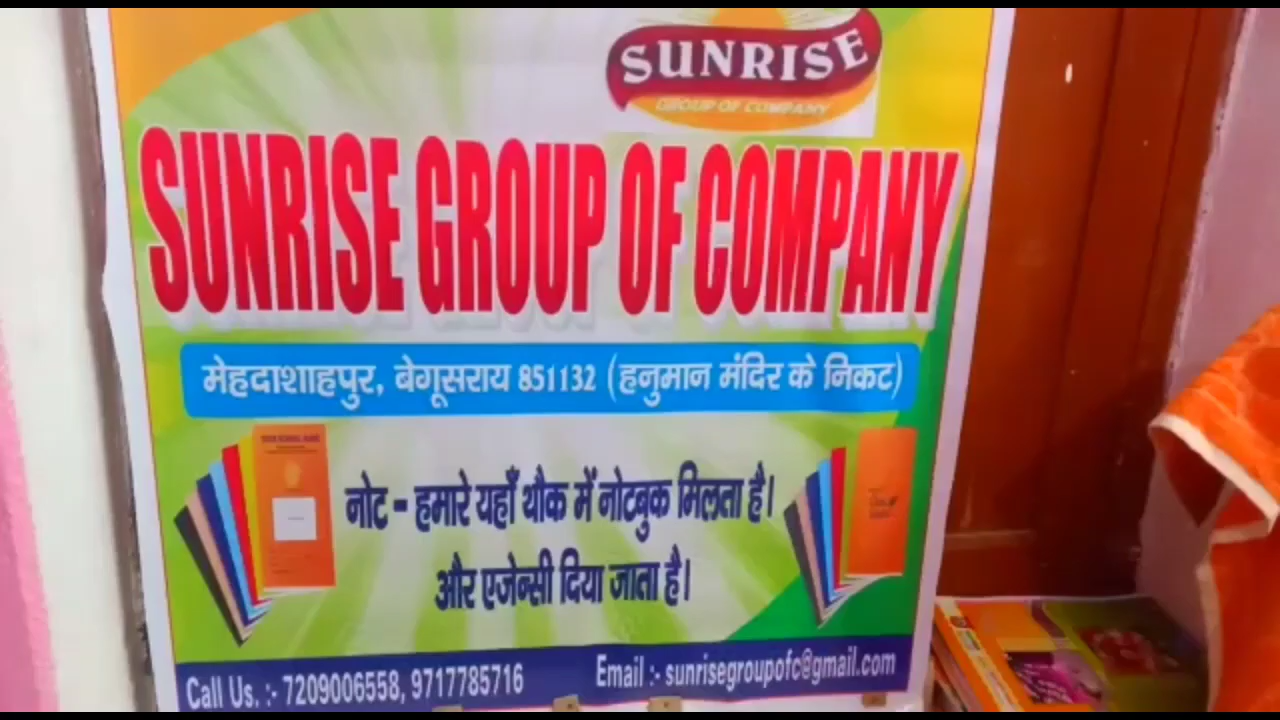 SUNRISE
GROUP OF COMPANY
SUNRISE GROUP OF COMPANY
मेहदाशाहपुर, बेगूसराय 851132 (हनुमान मंदिर के निकट)
नोट - हमारे यहाँ थौक में नोटबुक मिलता है।
और एजेन्सी दिया जाता है।
Call Us. :- 7209006558, 9717785716
Email :- sunrisegroupofc@gmail.com